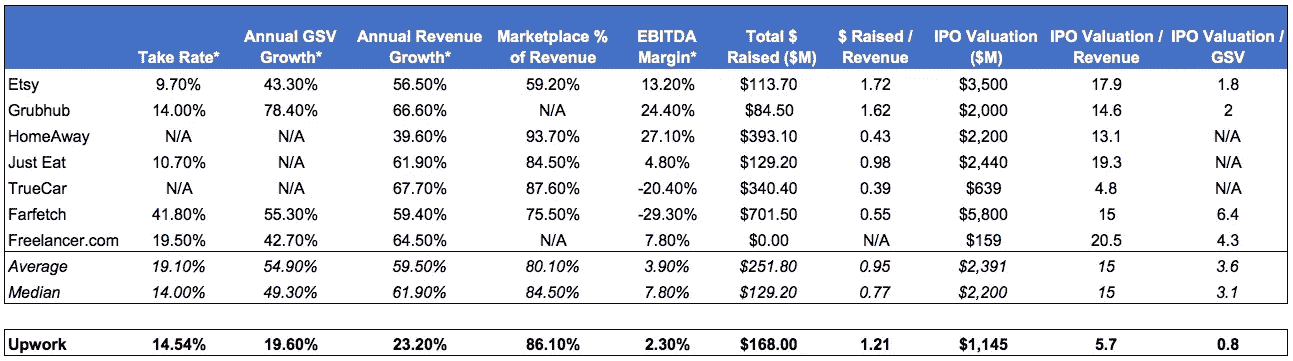 Annual GSV Annual Revenue Marketplace % EBITDA Total $ $ Raised / IPO Valuation IPO Valuation / IPO Valuation /
Take Rate* Growth* Growth* of Revenue Margin* Raised ($M) Revenue ($M) Revenue GSV
Etsy 9.70% 43.30% 56.50% 59.20% 13.20% $113.70 1.72 $3,500 17.9 1.8
Grubhub 14.00% 78.40% 66.60% N/A 24.40% $84.50 1.62 $2,000 14.6 2
HomeAway N/A N/A 39.60% 93.70% 27.10% $393.10 0.43 $2,200 13.1 N/A
Just Eat 10.70% N/A 61.90% 84.50% 4.80% $129.20 0.98 $2,440 19.3 N/A
TrueCar N/A N/A 67.70% 87.60% -20.40% $340.40 0.39 $639 4.8 N/A
Farfetch 41.80% 55.30% 59.40% 75.50% -29.30% $701.50 0.55 $5,800 15 6.4
Freelancer.com 19.50% 42.70% 64.50% N/A 7.80% $0.00 N/A $159 20.5 4.3
Average 19.10% 54.90% 59.50% 80.10% 3.90% $251.80 0.95 $2,391 15 3.6
Median 14.00% 49.30% 61.90% 84.50% 7.80% $129.20 0.77 $2,200 15 3.1
Upwork 14.54% 19.60% 23.20% 86.10% 2.30% $168.00 1.21 $1,145 5.7 0.8